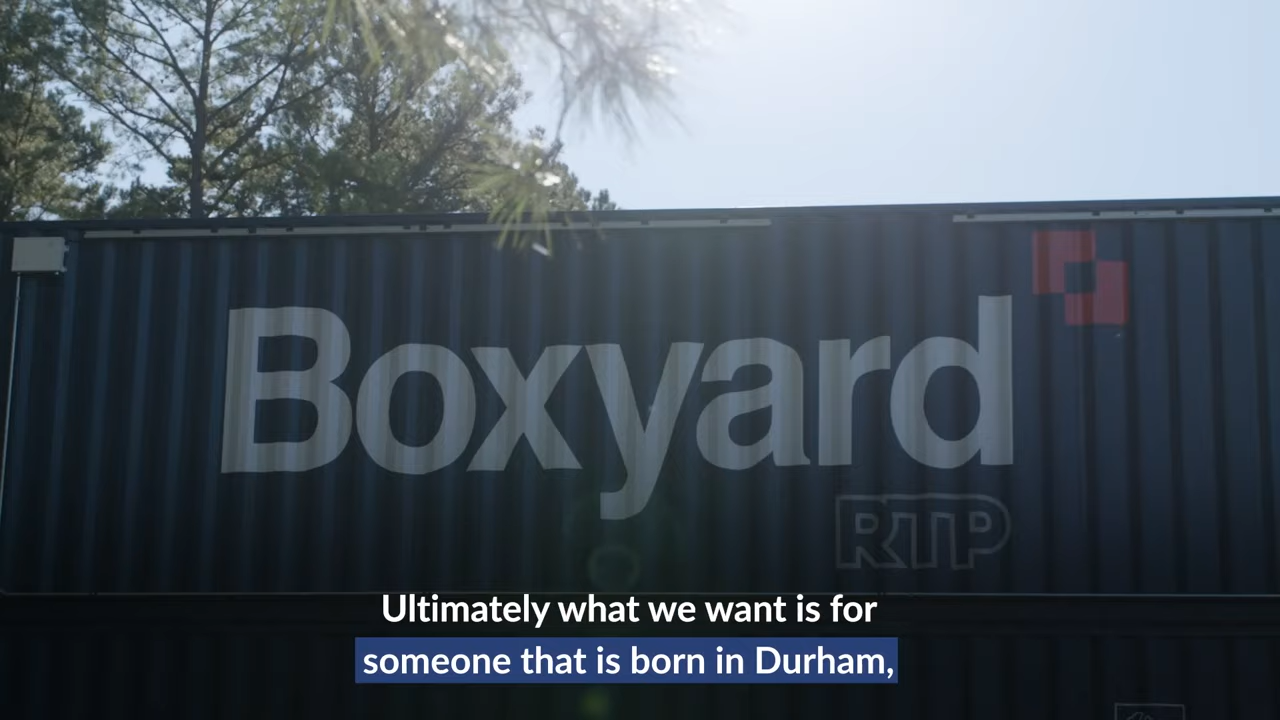 Boxyard
RTP
Ultimately what we want is for
someone that is born in Durham,